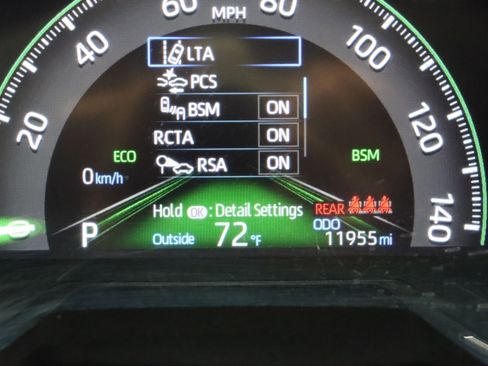 MPH
20
40
60
80
100
120
140
LTA
PCS
BSM ON
RCTA ON
RSA ON
ECO
0 km/h
BSM
Hold OK : Detail Settings
REAR
P
Outside 72 °F
ODO
11955 mi